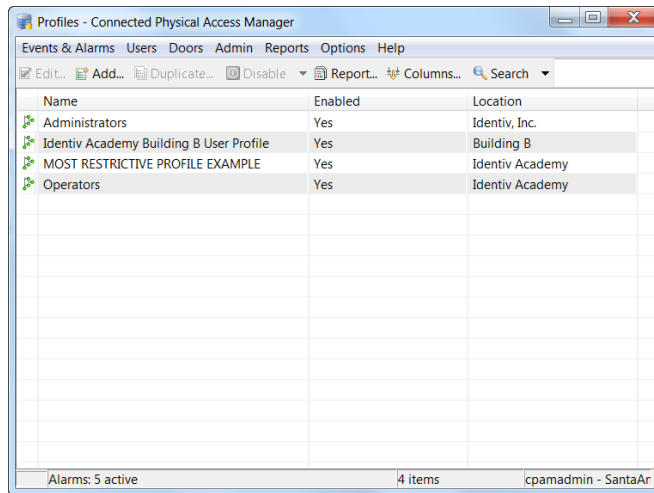 Profiles - Connected Physical Access Manager
Events & Alarms Users Doors Admin Reports Options Help
Edit... Add... Duplicate... Disable Report... Columns... Search
Name Enabled Location
Administrators Yes Identiv, Inc.
Identiv Academy Building B User Profile Yes Building B
MOST RESTRICTIVE PROFILE EXAMPLE Yes Identiv Academy
Operators Yes Identiv Academy
Alarms: 5 active 4 items cpamadmin - SantaAn